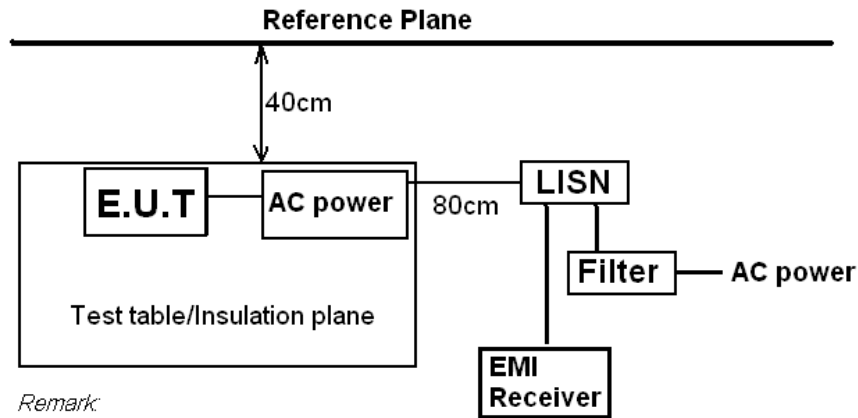 Reference Plane
40cm
E.U.T
AC power
80cm
LISN
Filter
AC power
Test table/Insulation plane
EMI
Receiver
Remark: